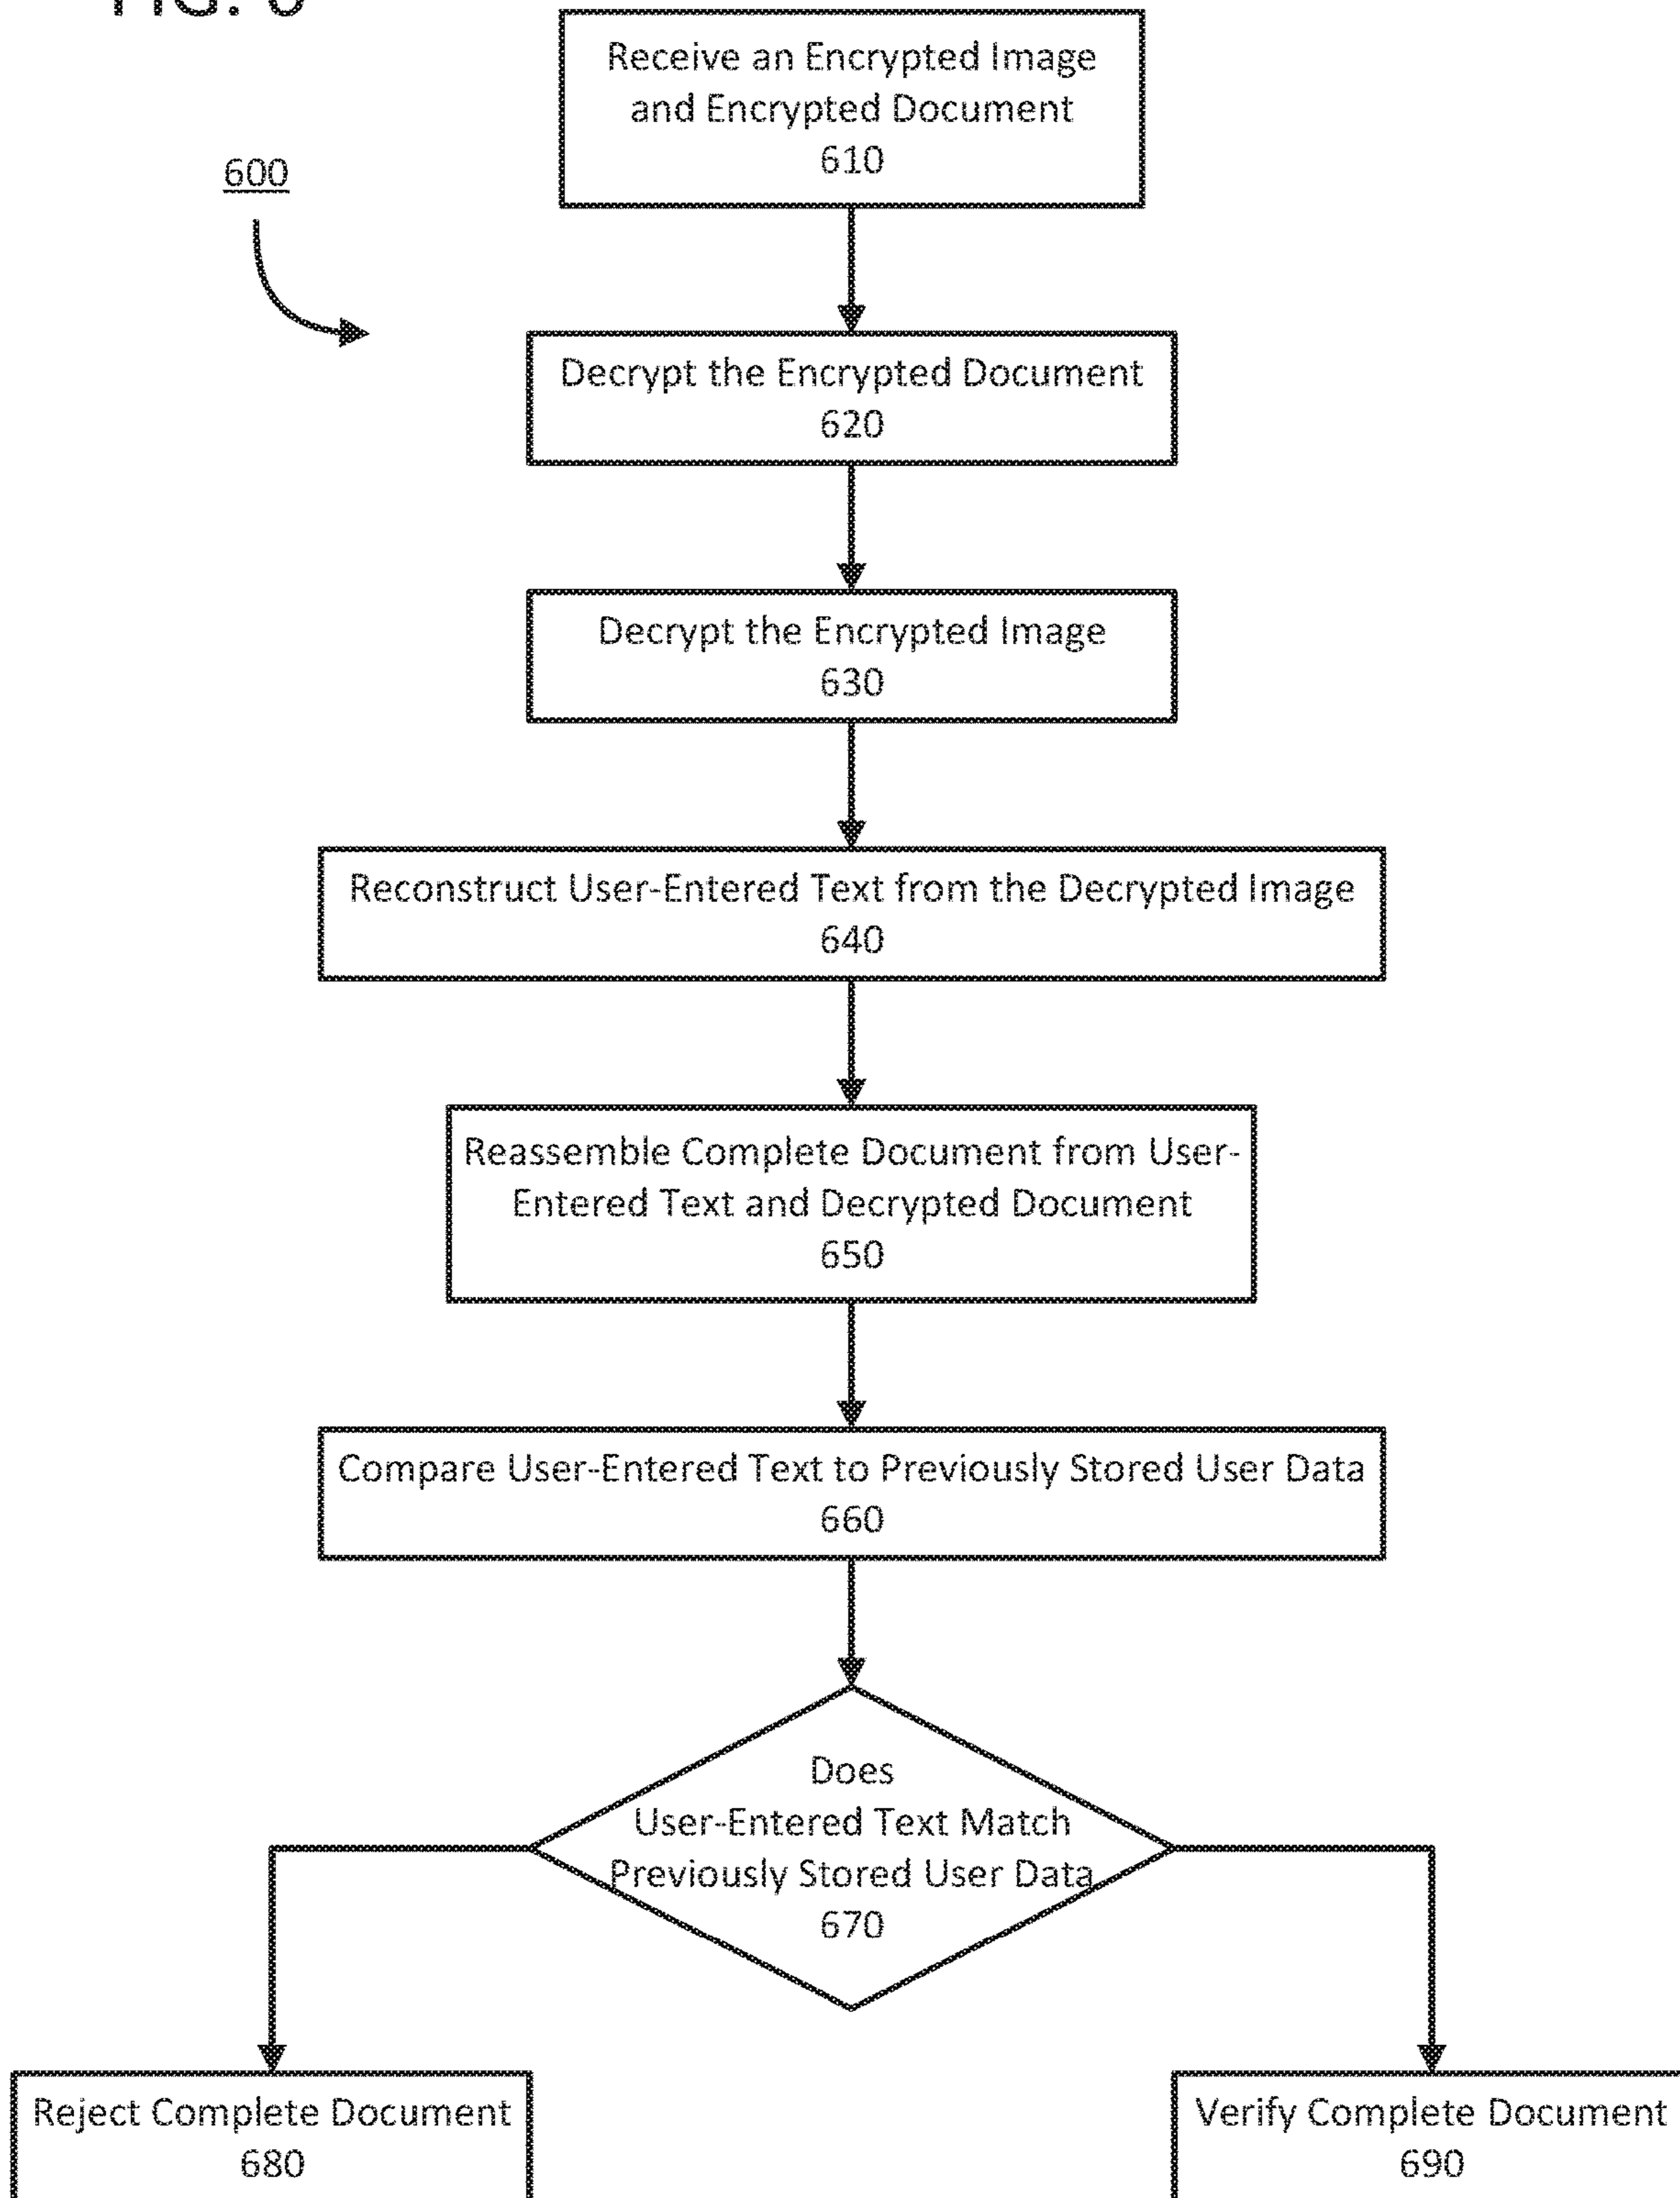 Receive an Encrypted Image
and Encrypted Document
610
600
Decrypt the Encrypted Document
620
Decrypt the Encrypted Image
630
Reconstruct User-Entered Text from the Decrypted Image
640
Reassemble Complete Document from User-
Entered Text and Decrypted Document
650
Compare User-Entered Text to Previously Stored User Data
660
Does
User-Entered Text Match
Previously Stored User Data
670
Reject Complete Document
680
Verify Complete Document
690